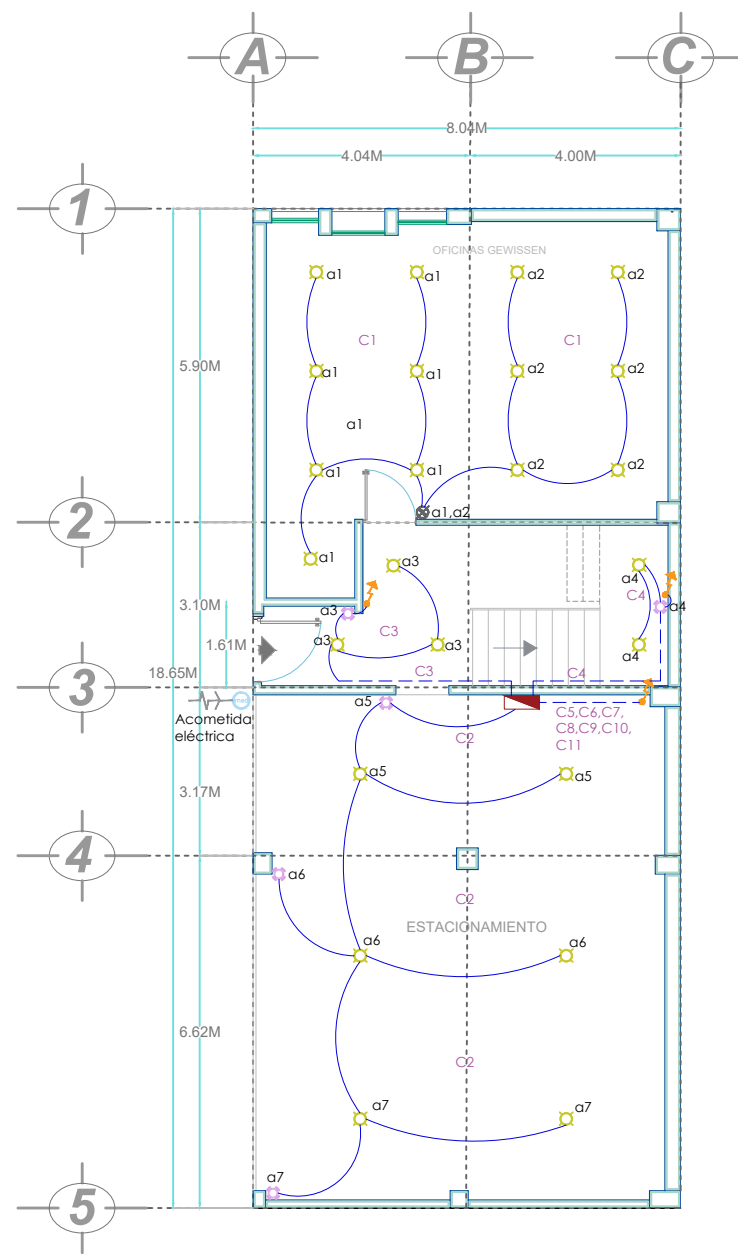 A B C
8.04M
4.04M 4.00M
1
OFICINAS GEWISSEN
a1 a1 a2 a2
C1 C1
5.90M
a1 a1 a2 a2
a1
a1 a1 a2 a2
2
a1,a2
a1 a3 a4
3.10M a3 C4 a4
1.61M a3 C3 a3 a4
18.65M C3 C4
3
med
Acometida
eléctrica
a5
C5,C6,C7,
C8,C9,C10,
C11
C2
a5 a5
3.17M
4
a6
C2
ESTACIONAMIENTO
a6 a6
6.62M
C2
a7 a7
a7
5